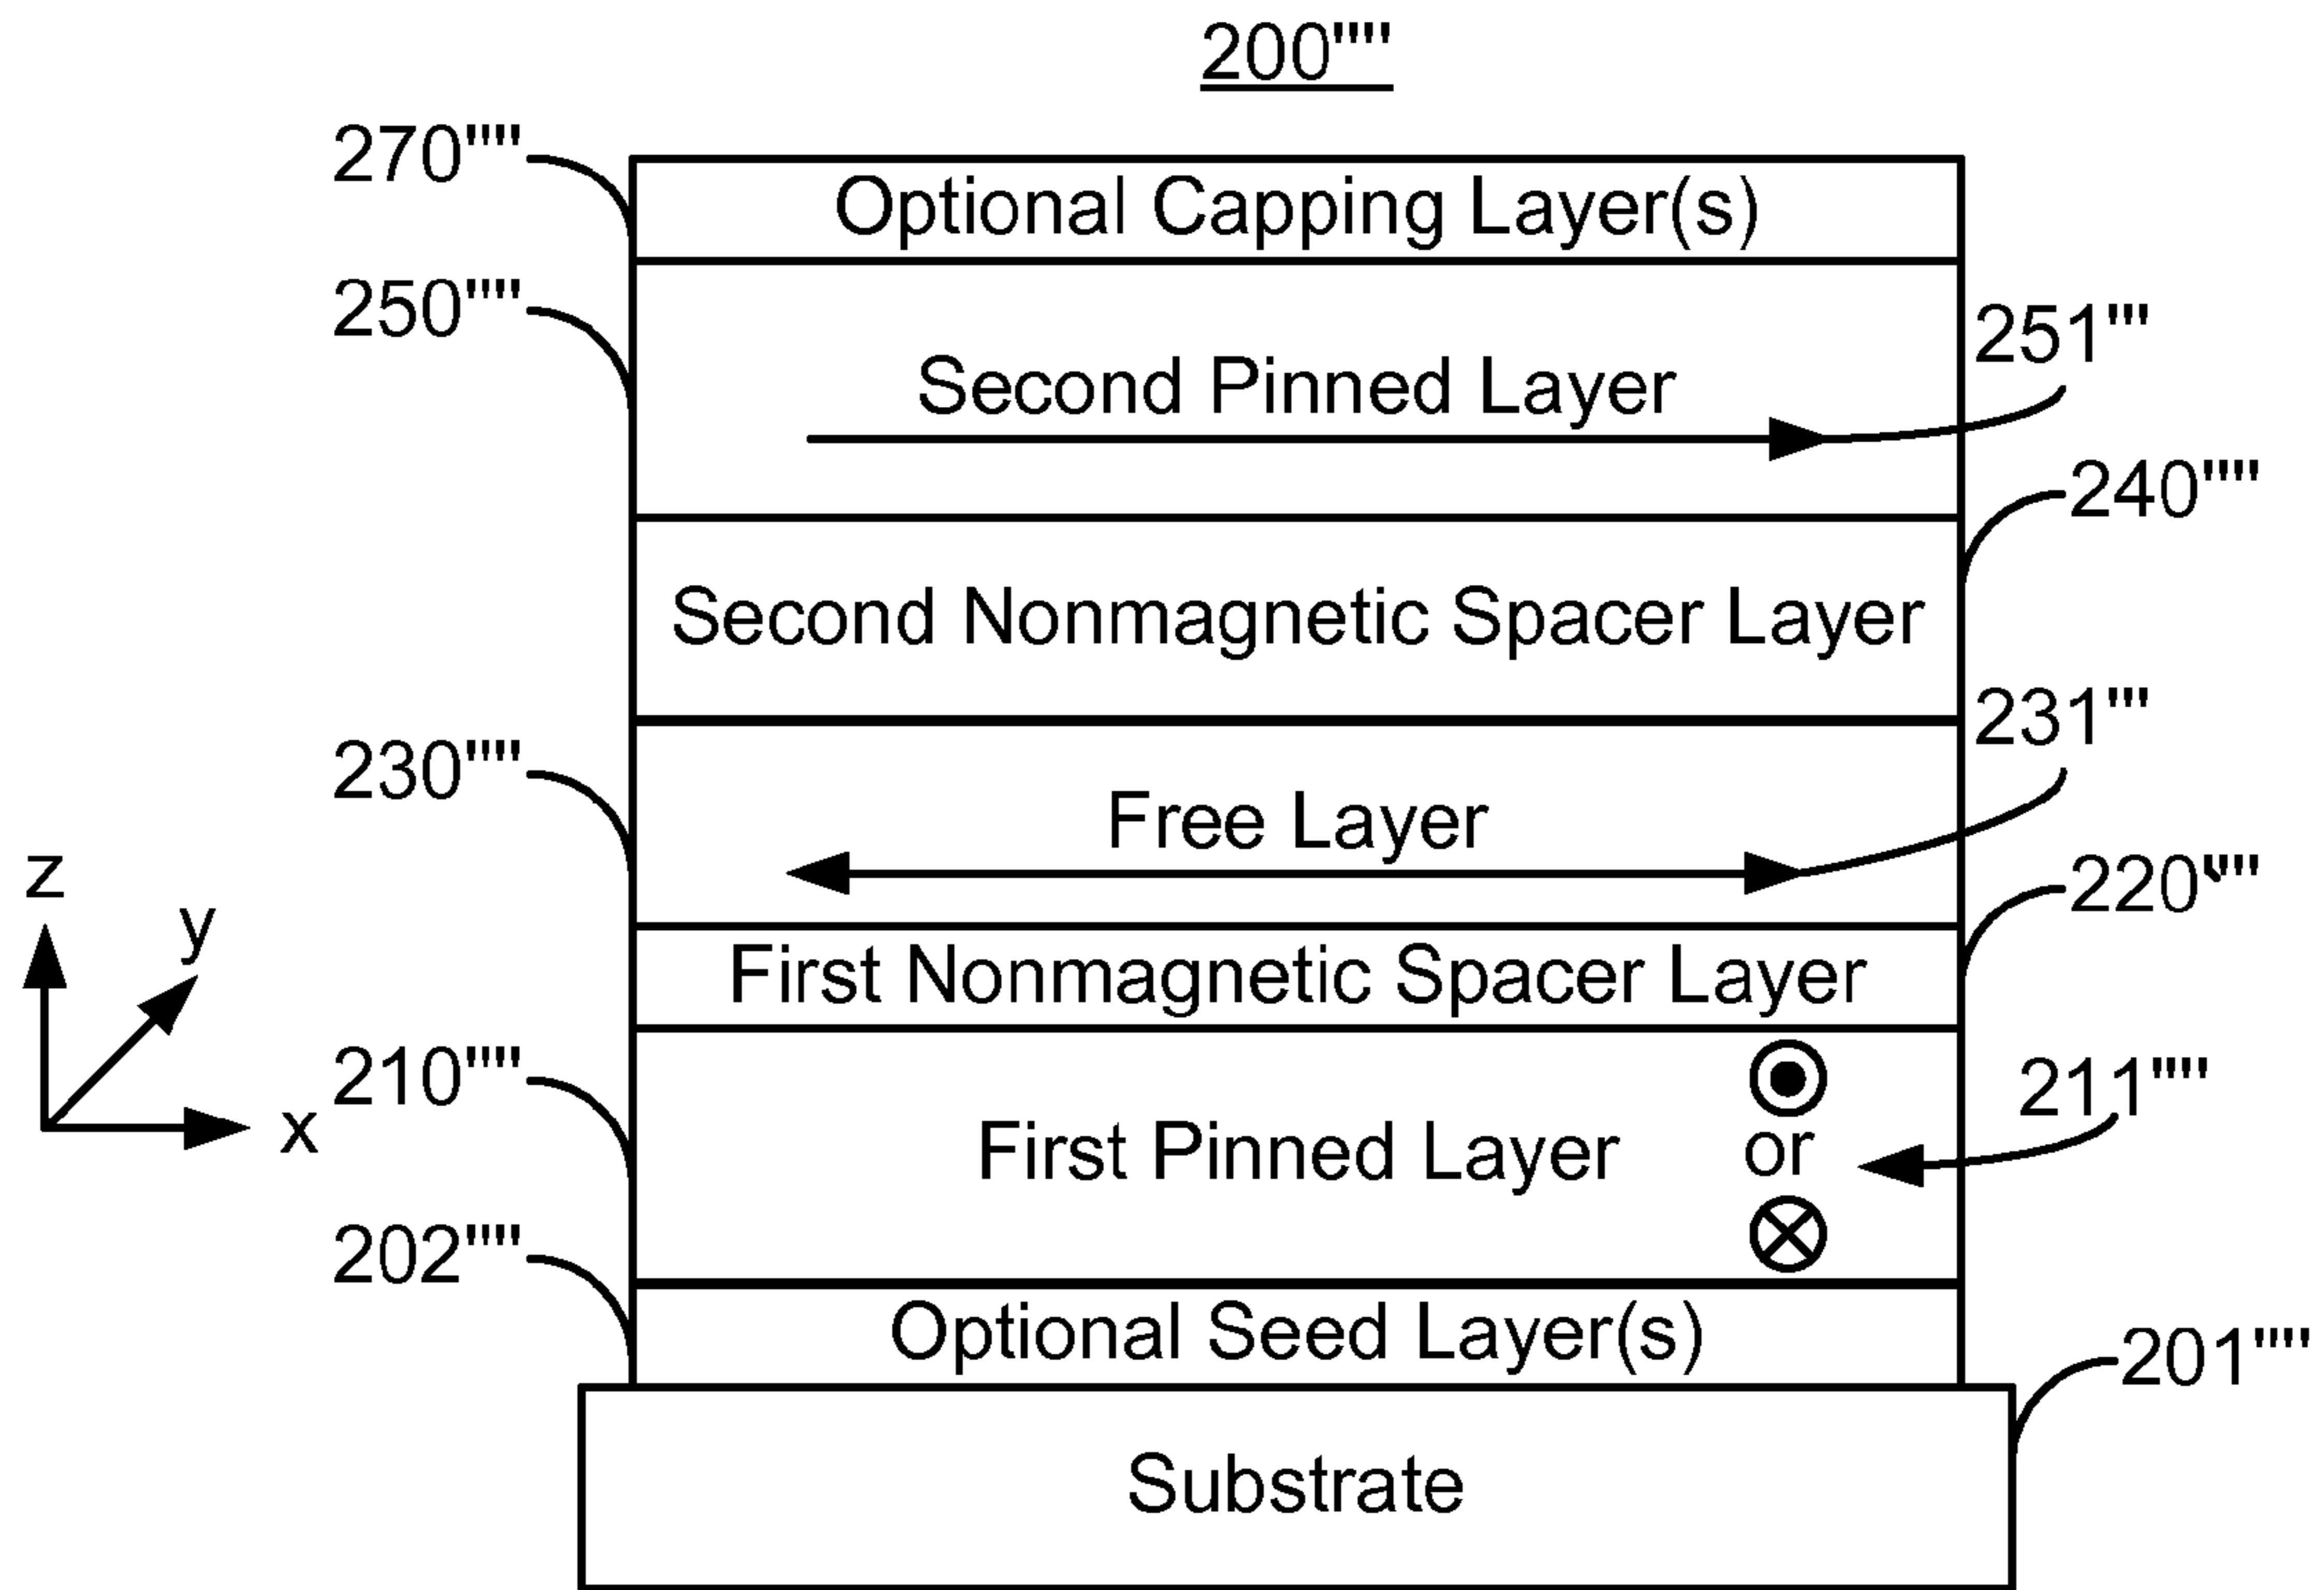 200""
270""
Optional Capping Layer(s)
250""
251"'
Second Pinned Layer
240""
Second Nonmagnetic Spacer Layer
231"'
230""
Free Layer
220""
z
y
x
First Nonmagnetic Spacer Layer
210""
211""
First Pinned Layer
or
202""
Optional Seed Layer(s)
201""
Substrate